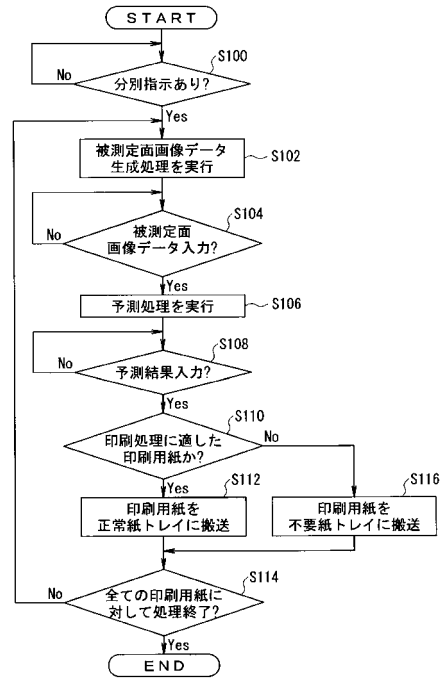 START
S100
分別指示あり?
No
Yes
被測定面画像データ
生成処理を実行
S102
S104
被測定面
画像データ入力?
No
Yes
予測処理を実行
S106
S108
予測結果入力?
No
Yes
S110
印刷処理に適した
印刷用紙か?
No
Yes
S112
印刷用紙を
正常紙トレイに搬送
S116
印刷用紙を
不要紙トレイに搬送
S114
全ての印刷用紙に
対して処理終了?
No
Yes
END